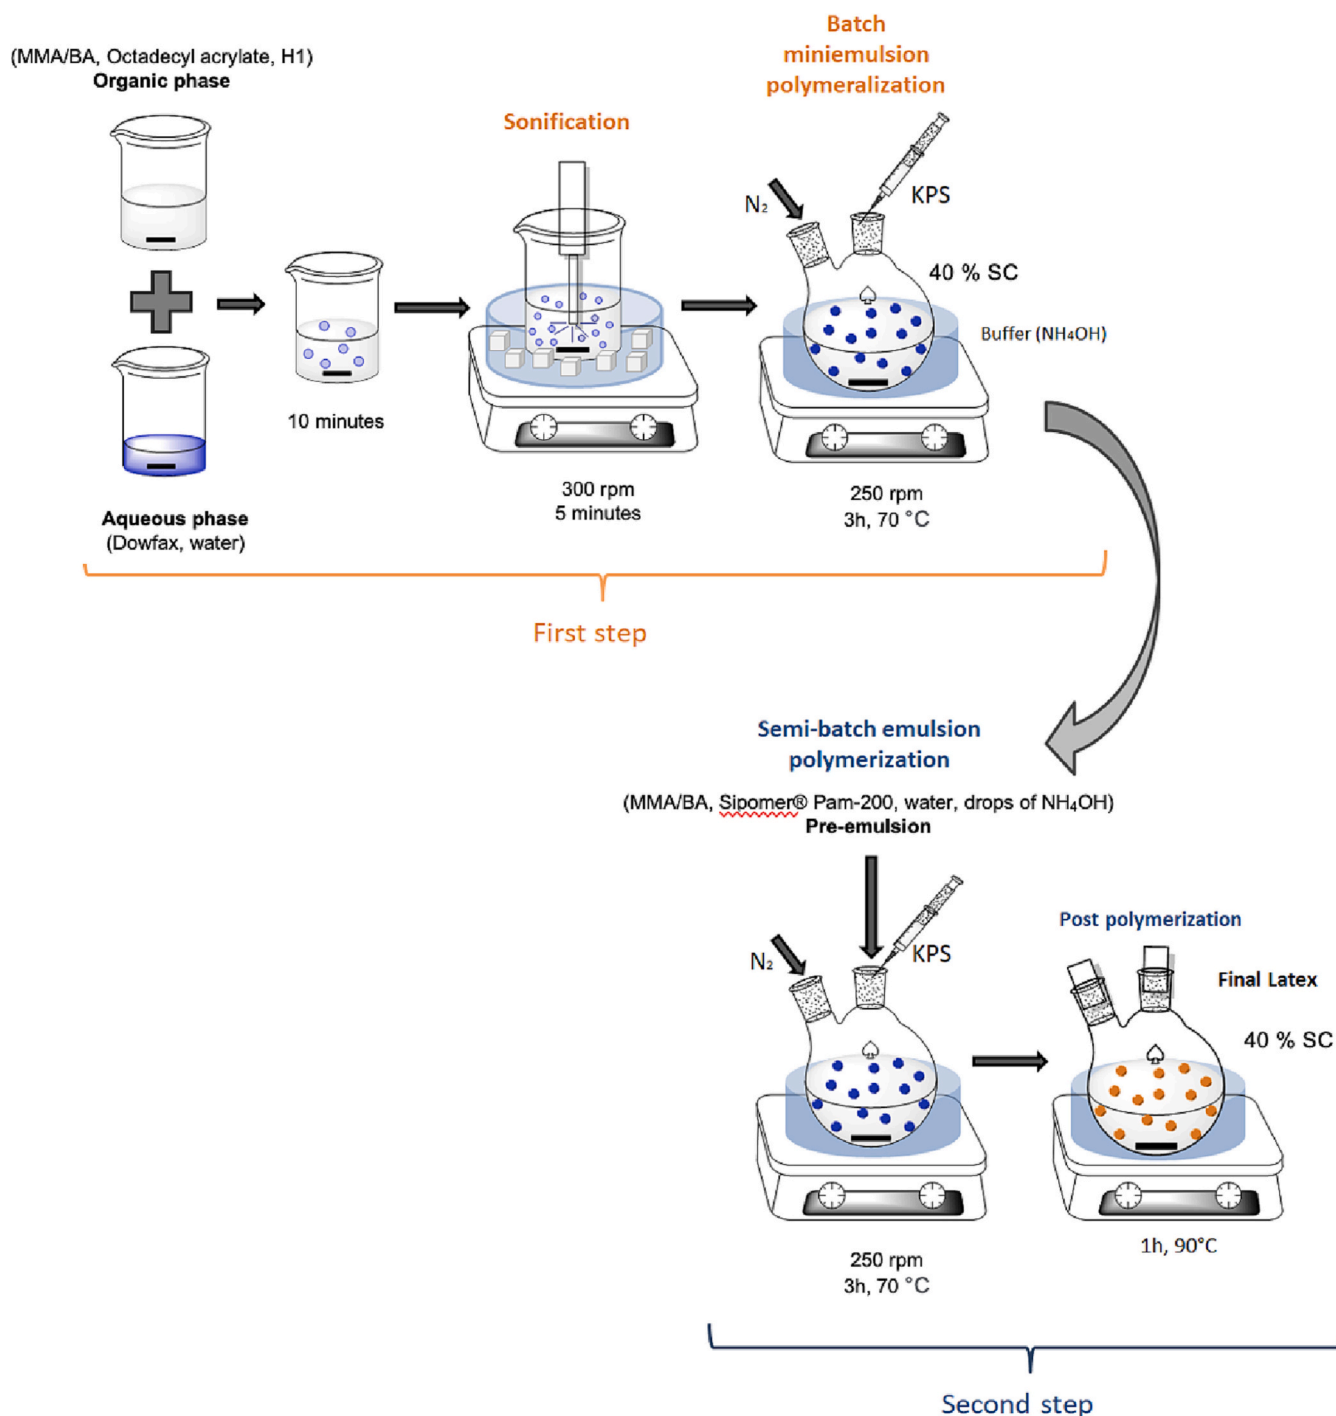 (MMA/BA, Octadecyl acrylate, H1)
Organic phase
10 minutes
Aqueous phase
(Dowfax, water)
Sonification
300 rpm
5 minutes
Batch
miniemulsion
polymeralization
N₂
KPS
40 % SC
Buffer (NH₄OH)
250 rpm
3h, 70 °C
First step
Semi-batch emulsion
polymerization
(MMA/BA, Sipomer® Pam-200, water, drops of NH₄OH)
Pre-emulsion
N₂
KPS
250 rpm
3h, 70 °C
Post polymerization
Final Latex
40 % SC
1h, 90°C
Second step